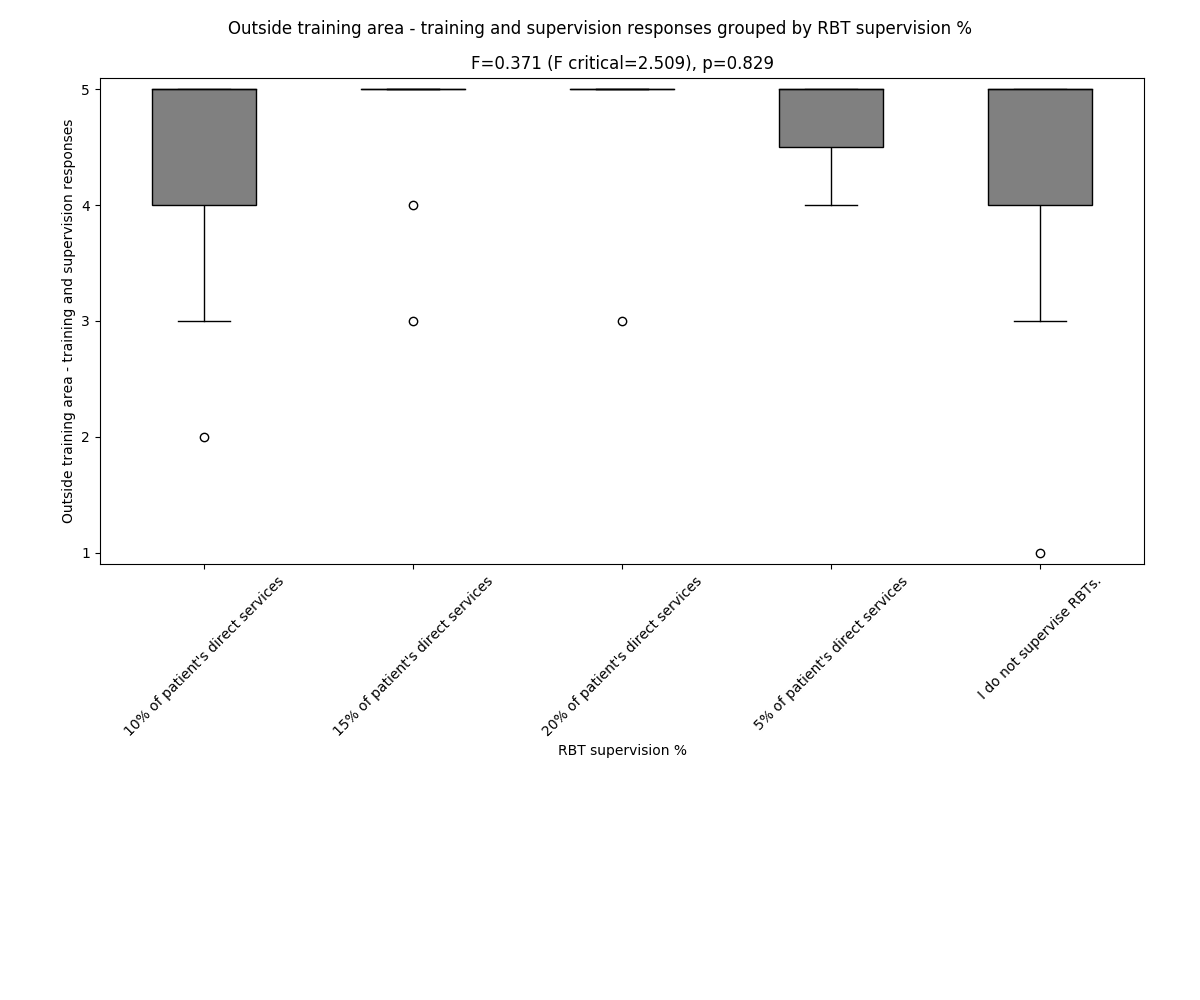 Outside training area - training and supervision responses grouped by RBT supervision %
F=0.371 (F critical=2.509), p=0.829
Outside training area - training and supervision responses
5
4
3
2
1
10% of patient's direct services
15% of patient's direct services
20% of patient's direct services
5% of patient's direct services
I do not supervise RBTs.
RBT supervision %